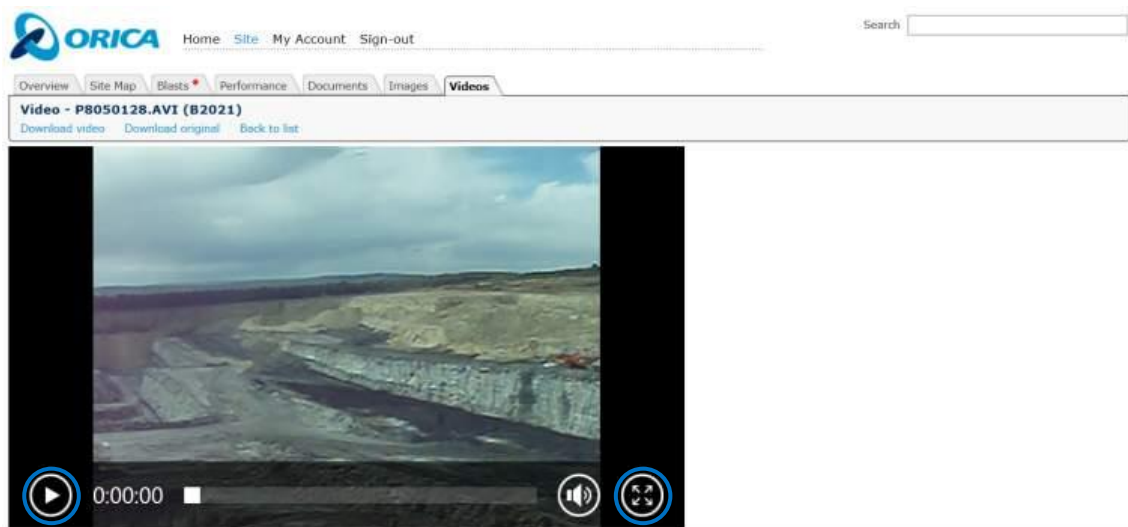 ORICA
Home Site My Account Sign-out
Search
Overview Site Map Blasts Performance Documents Images Videos
Video - P8050128.AVI (B2021)
Download video Download original Back to list
0:00:00